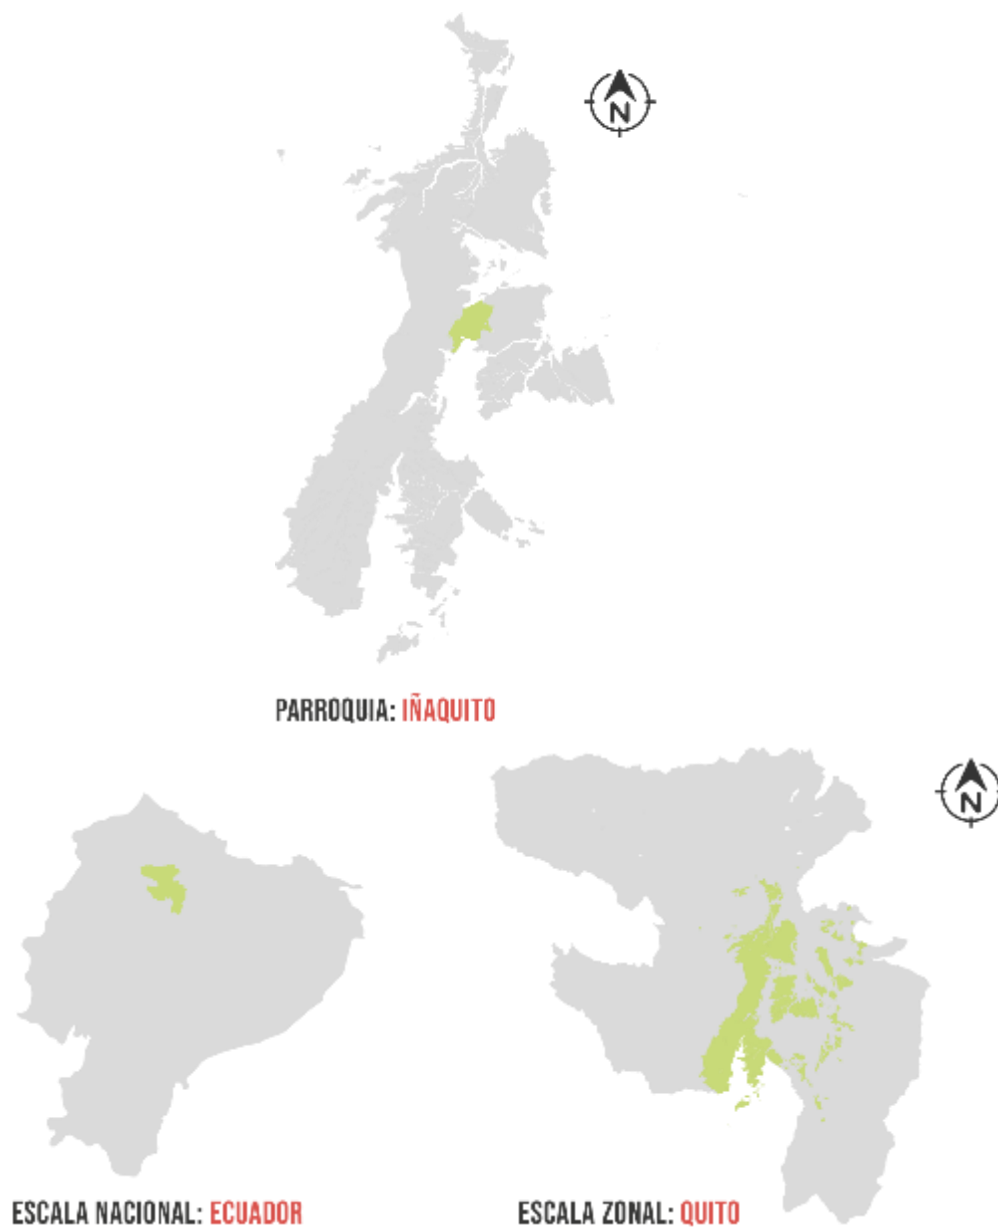 N
PARROQUIA: IÑAQUITO
N
ESCALA NACIONAL: ECUADOR
ESCALA ZONAL: QUITO